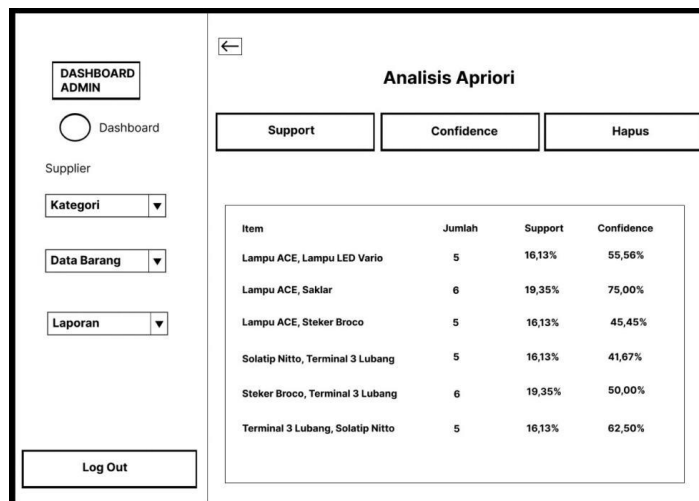 DASHBOARD
ADMIN
Dashboard
Supplier
Kategori
Data Barang
Laporan
Log Out
Analisis Apriori
Support Confidence Hapus
Item Jumlah Support Confidence
Lampu ACE, Lampu LED Vario 5 16,13% 55,56%
Lampu ACE, Saklar 6 19,35% 75,00%
Lampu ACE, Steker Broco 5 16,13% 45,45%
Solatip Nitto, Terminal 3 Lubang 5 16,13% 41,67%
Steker Broco, Terminal 3 Lubang 6 19,35% 50,00%
Terminal 3 Lubang, Solatip Nitto 5 16,13% 62,50%